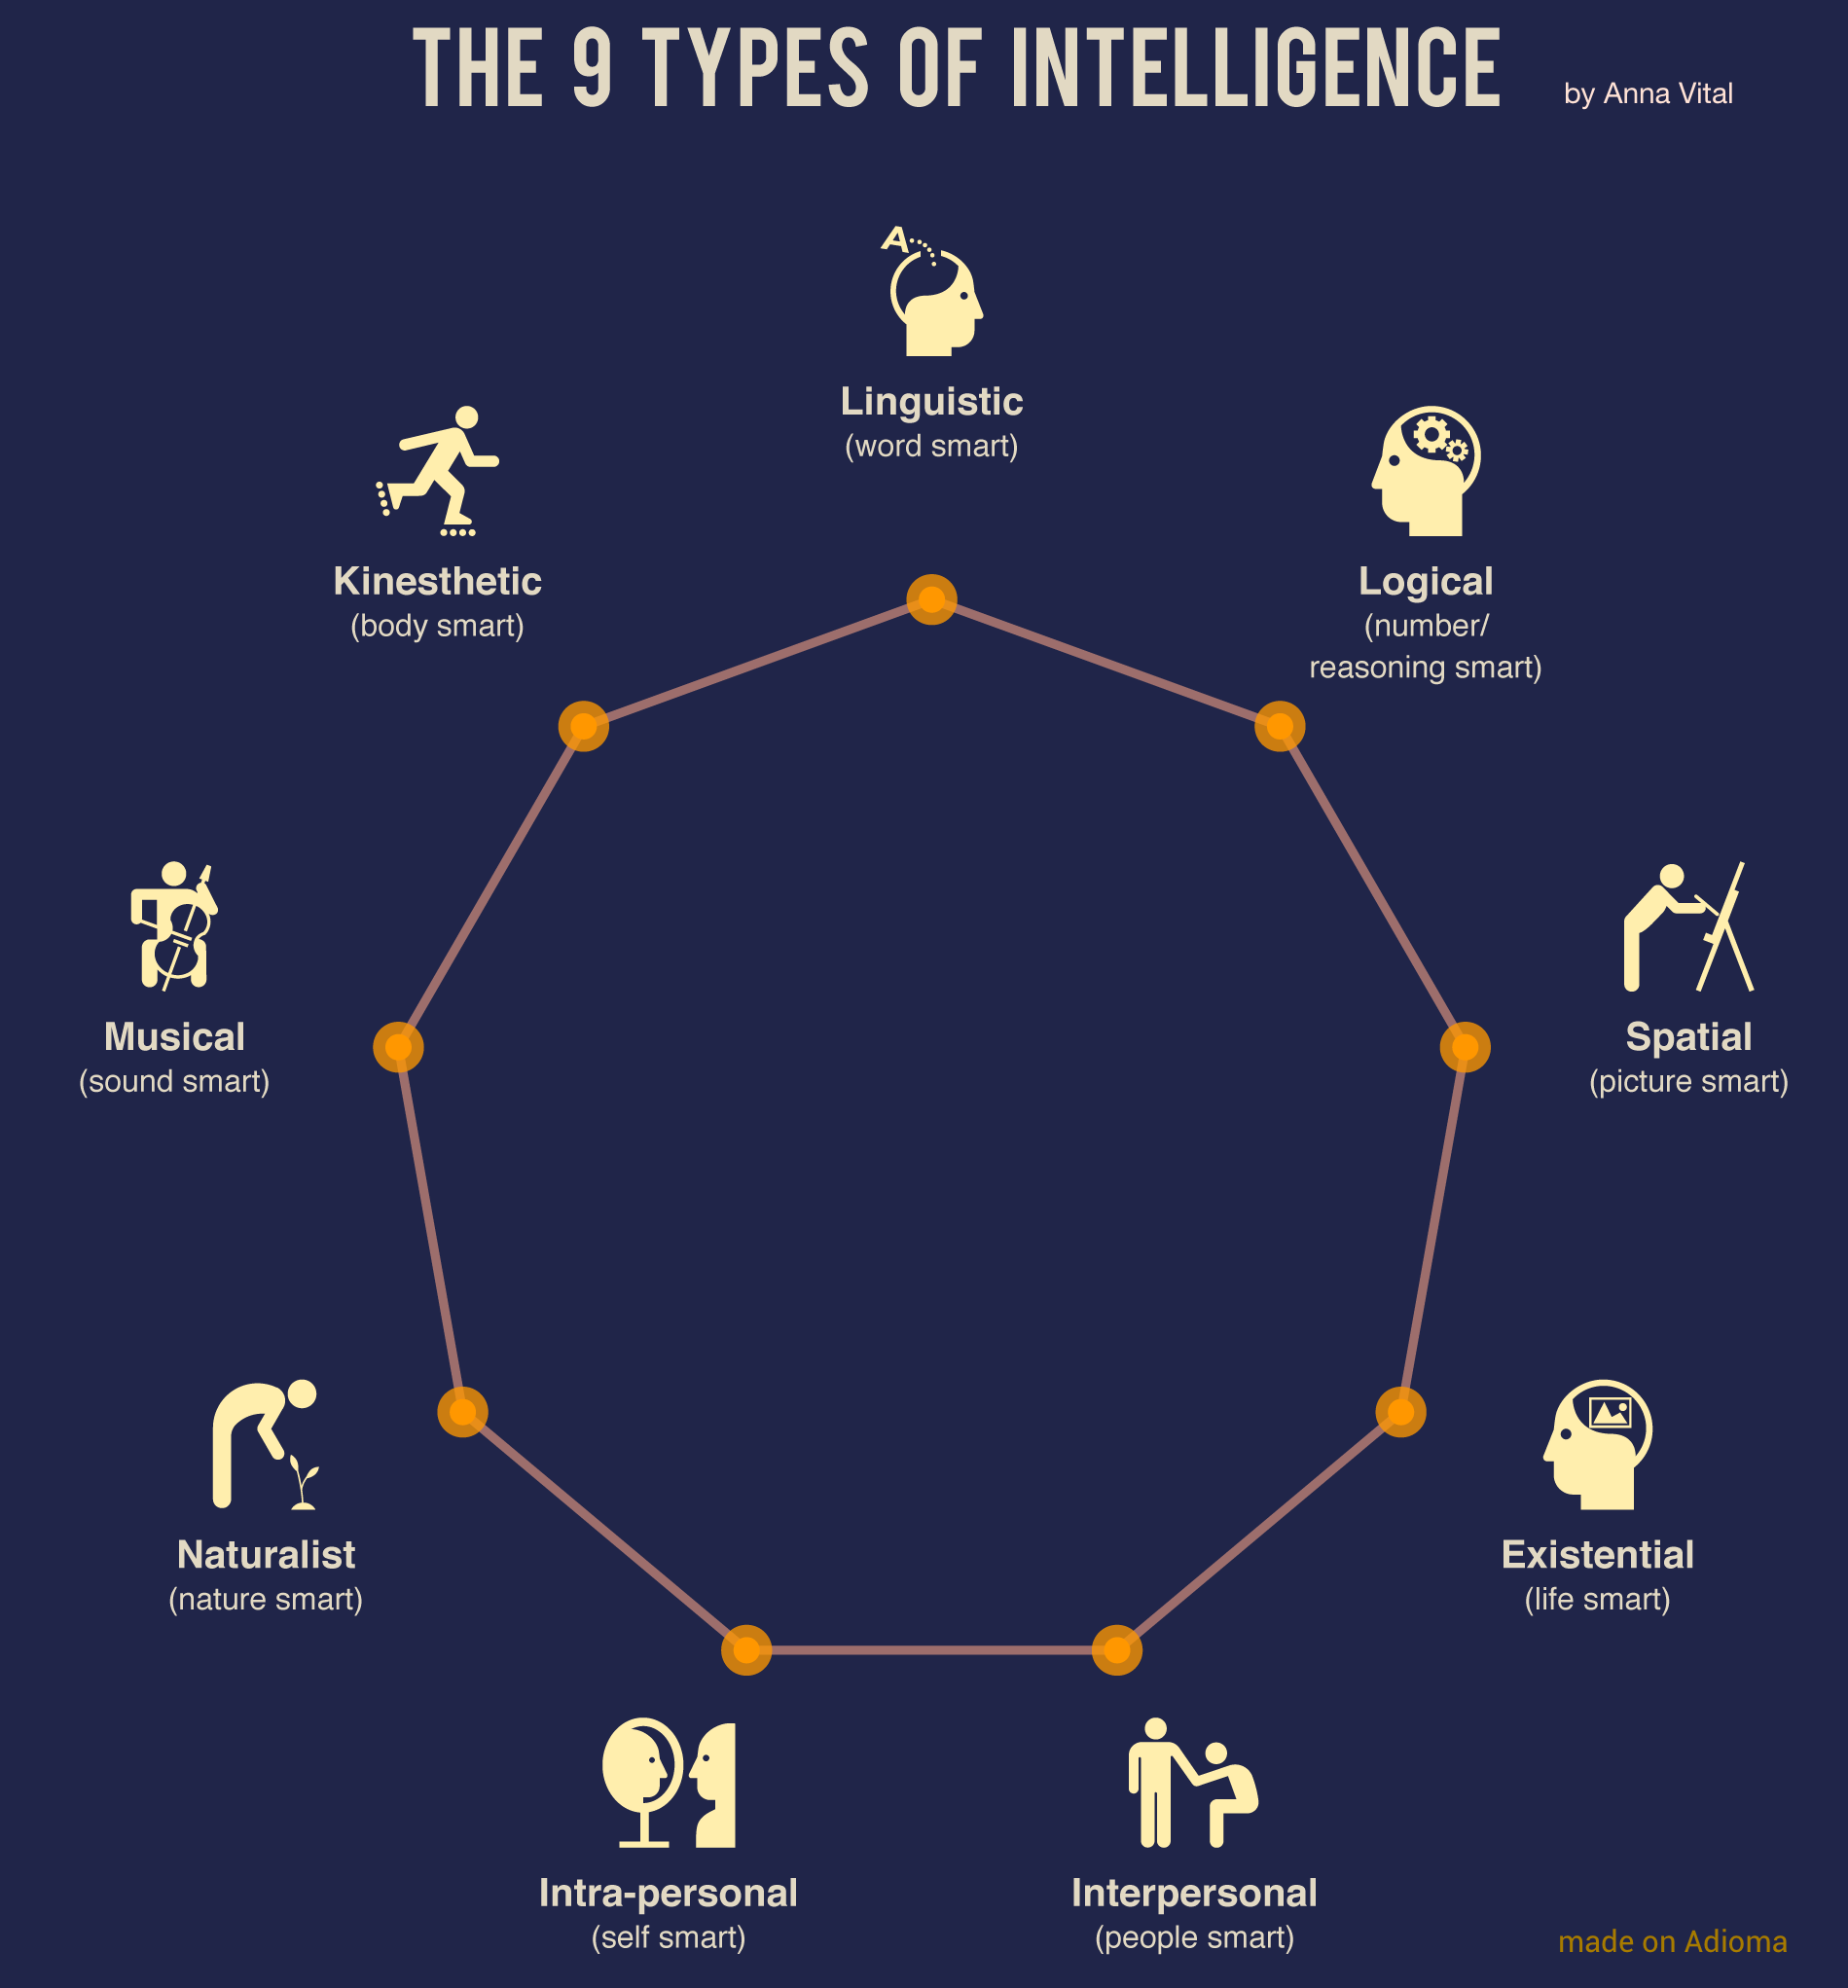 THE 9 TYPES OF INTELLIGENCE
by Anna Vital
A
Linguistic
(word smart)
Kinesthetic
(body smart)
Logical
(number/
reasoning smart)
Musical
(sound smart)
Spatial
(picture smart)
Naturalist
(nature smart)
Existential
(life smart)
Intra-personal
(self smart)
Interpersonal
(people smart)
made on Adioma